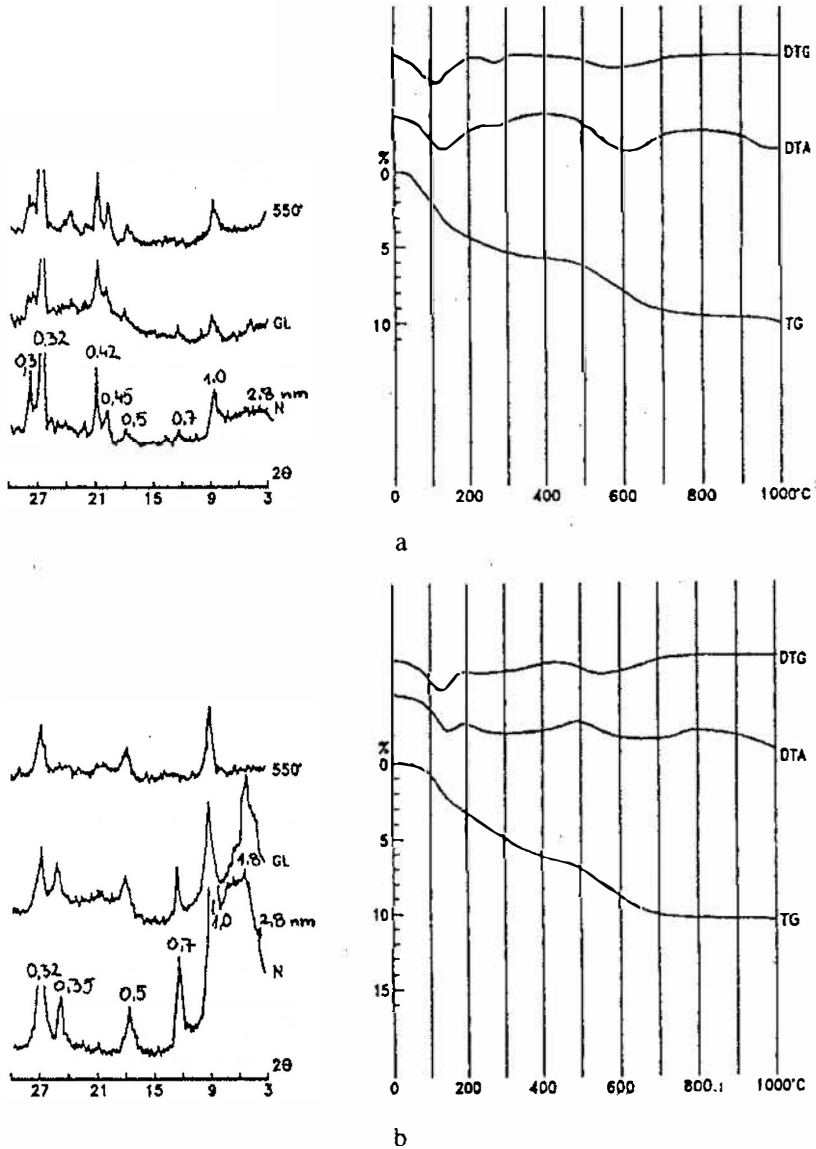 DTG
DTA
%
0
5
10
TG
0 200 400 600 800 1000°C
550°
GL
0,3 0,32 0,42 0,45 0,5 0,7 1.0 2.8 nm
N
2θ
27 21 15 9 3
a
DTG
DTA
%
0
5
10
15
TG
0 200 400 600 800 1000°C
550°
GL
1.8
1,0 2,8 nm
N
0,32 0,35 0,5 0,7
2θ
27 21 15 9 3
b